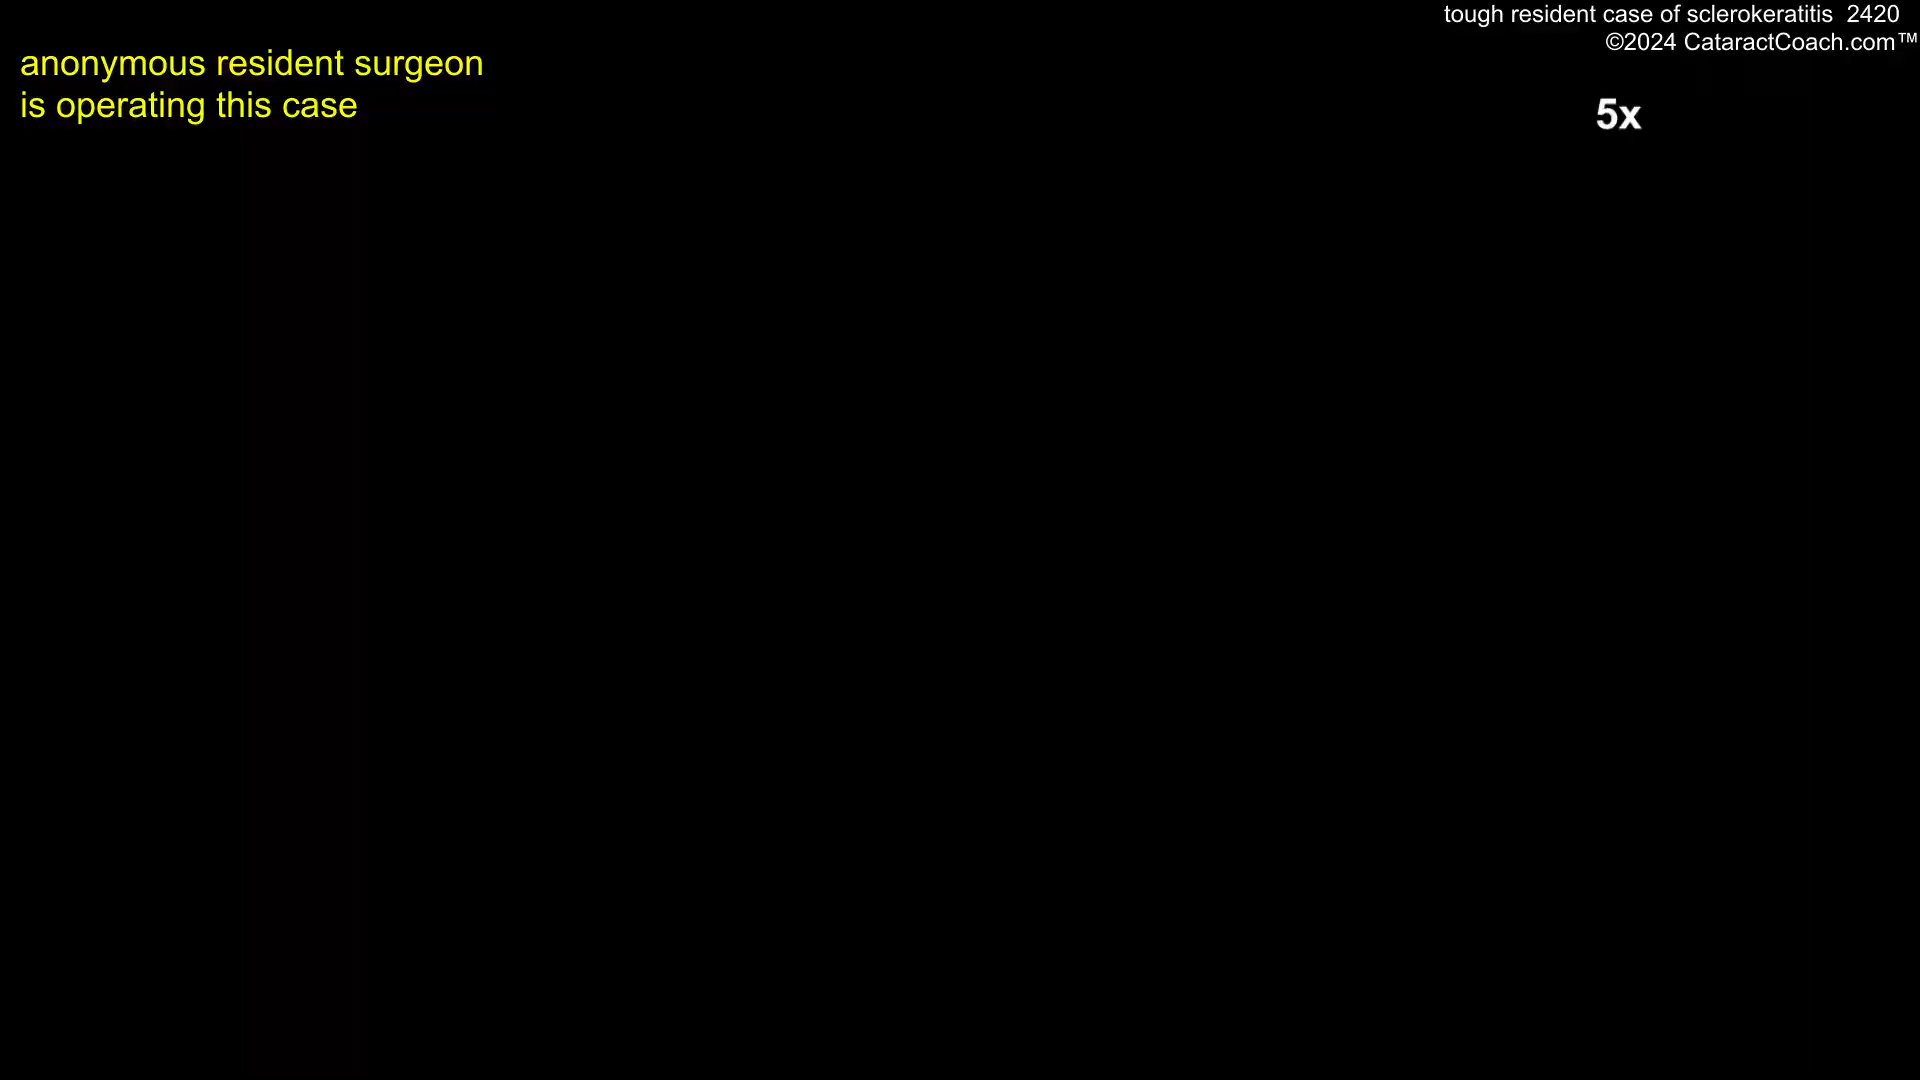 tough resident case of sclerokeratitis 2420
©2024 CataractCoach.com™
anonymous resident surgeon
is operating this case
5x